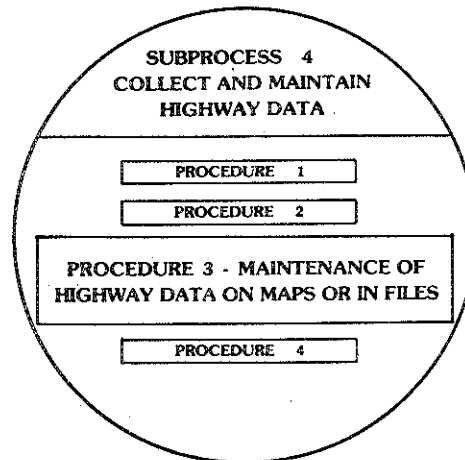 SUBPROCESS 4
COLLECT AND MAINTAIN
HIGHWAY DATA
PROCEDURE 1
PROCEDURE 2
PROCEDURE 3 - MAINTENANCE OF
HIGHWAY DATA ON MAPS OR IN FILES
PROCEDURE 4